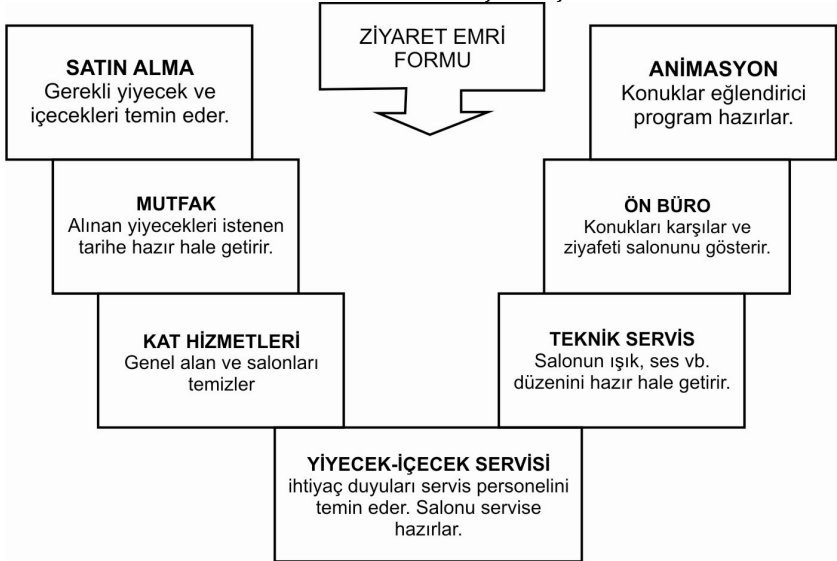 ZİYARET EMRİ
FORMU
SATIN ALMA
Gerekli yiyecek ve
içecekleri temin eder.
ANİMASYON
Konuklar eğlendirici
program hazırlar.
MUTFAK
Alınan yiyecekleri istenen
tarihe hazır hale getirir.
ÖN BÜRO
Konukları karşılar ve
ziyafeti salonunu gösterir.
KAT HİZMETLERİ
Genel alan ve salonları
temizler
TEKNİK SERVİS
Salonun ışık, ses vb.
düzenini hazır hale getirir.
YİYECEK-İÇECEK SERVİSİ
ihtiyaç duyuları servis personelini
temin eder. Salonu servise
hazırlar.